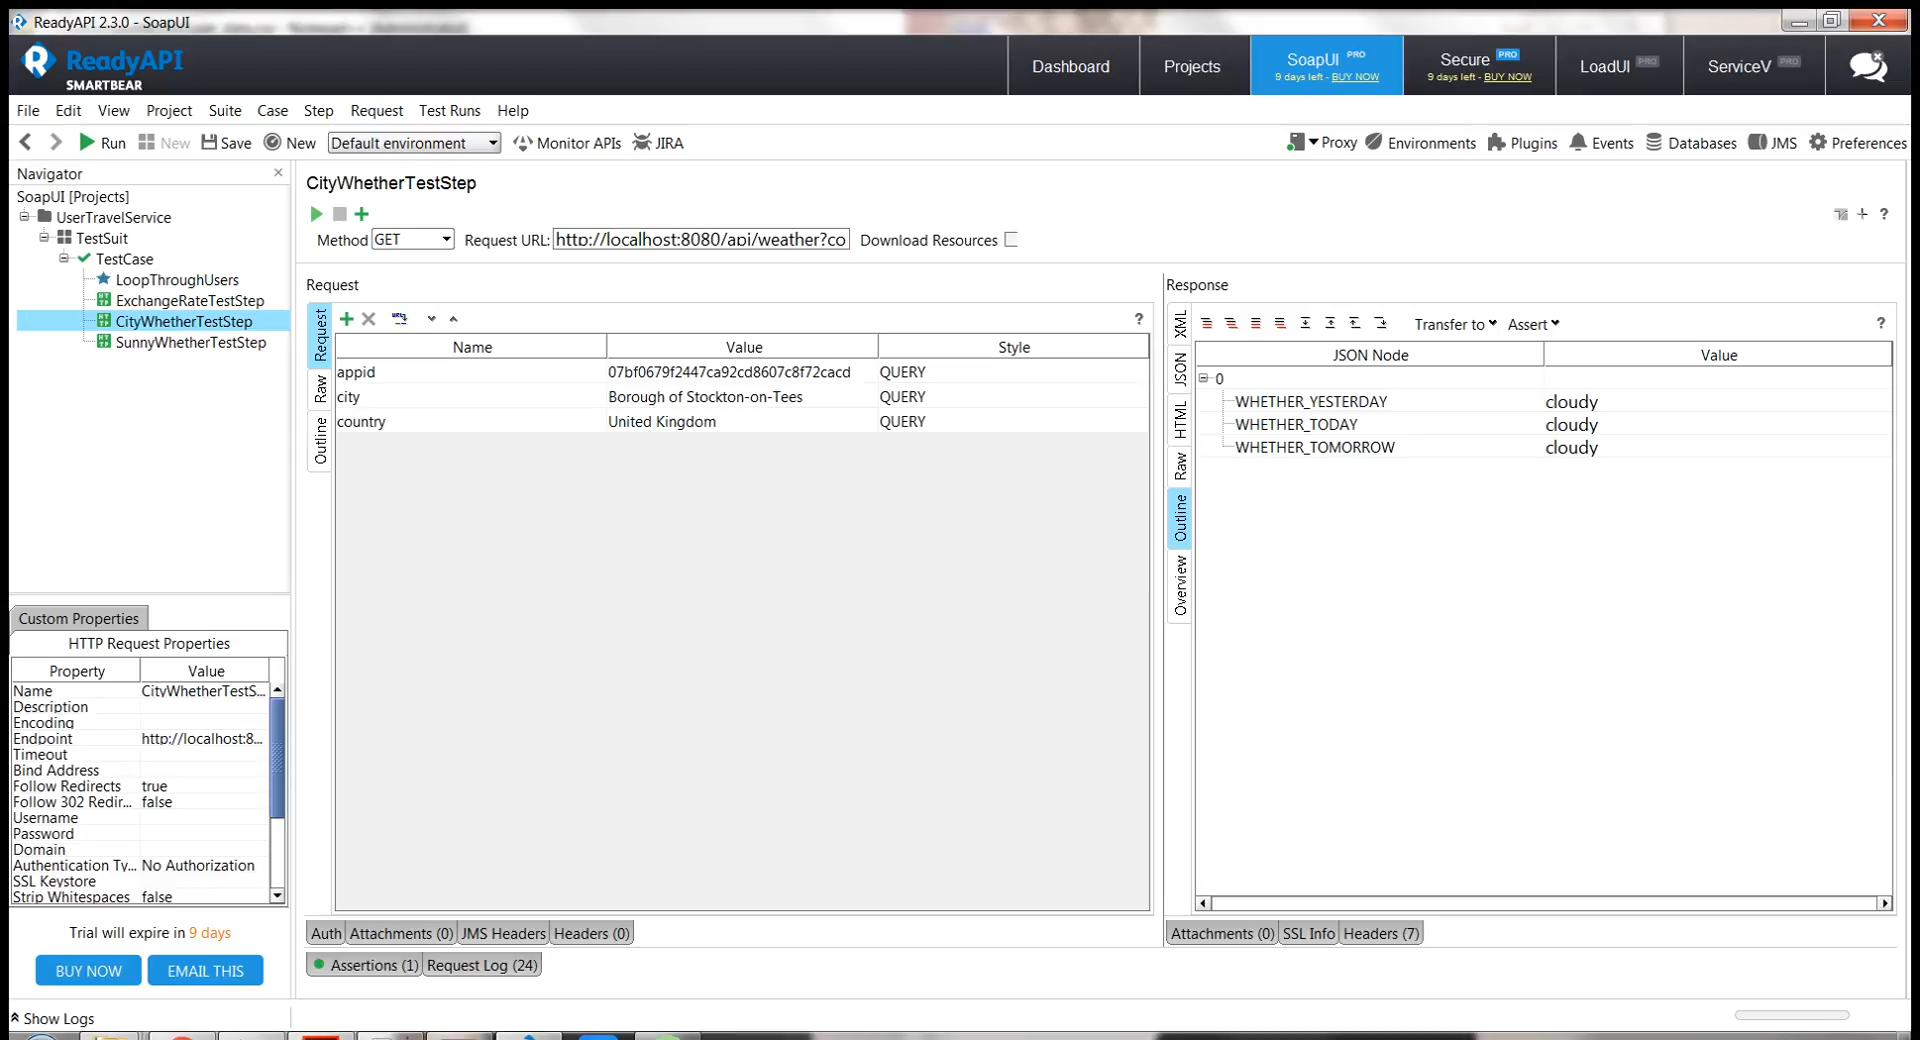 ReadyAPI 2.3.0 - SoapUI
ReadyAPI
SMARTBEAR
Dashboard
Projects
SoapUI PRO
9 days left - BUY NOW
Secure PRO
9 days left - BUY NOW
LoadUI PRO
ServiceV PRO
File Edit View Project Suite Case Step Request Test Runs Help
Run New Save New Default environment Monitor APIs JIRA Proxy Environments Plugins Events Databases JMS Preferences
Navigator
SoapUI [Projects]
UserTravelService
TestSuit
TestCase
LoopThroughUsers
ExchangeRateTestStep
CityWhetherTestStep
SunnyWhetherTestStep
CityWhetherTestStep
Method GET Request URL: http://localhost:8080/api/weather?co Download Resources
Request
Request
Raw
Outline
Name Value Style
appid 07bf0679f2447ca92cd8607c8f72cacd QUERY
city Borough of Stockton-on-Tees QUERY
country United Kingdom QUERY
Response
XML
JSON
HTML
Raw
Outline
Overview
Transfer to Assert
JSON Node Value
0
WHETHER_YESTERDAY cloudy
WHETHER_TODAY cloudy
WHETHER_TOMORROW cloudy
Custom Properties
HTTP Request Properties
Property Value
Name CityWhetherTestS...
Description
Encoding
Endpoint http://localhost:8...
Timeout
Bind Address
Follow Redirects true
Follow 302 Redir... false
Username
Password
Domain
Authentication Ty... No Authorization
SSL Keystore
Strip Whitespaces false
Trial will expire in 9 days
BUY NOW EMAIL THIS
Auth Attachments (0) JMS Headers Headers (0)
Attachments (0) SSL Info Headers (7)
Assertions (1) Request Log (24)
Show Logs